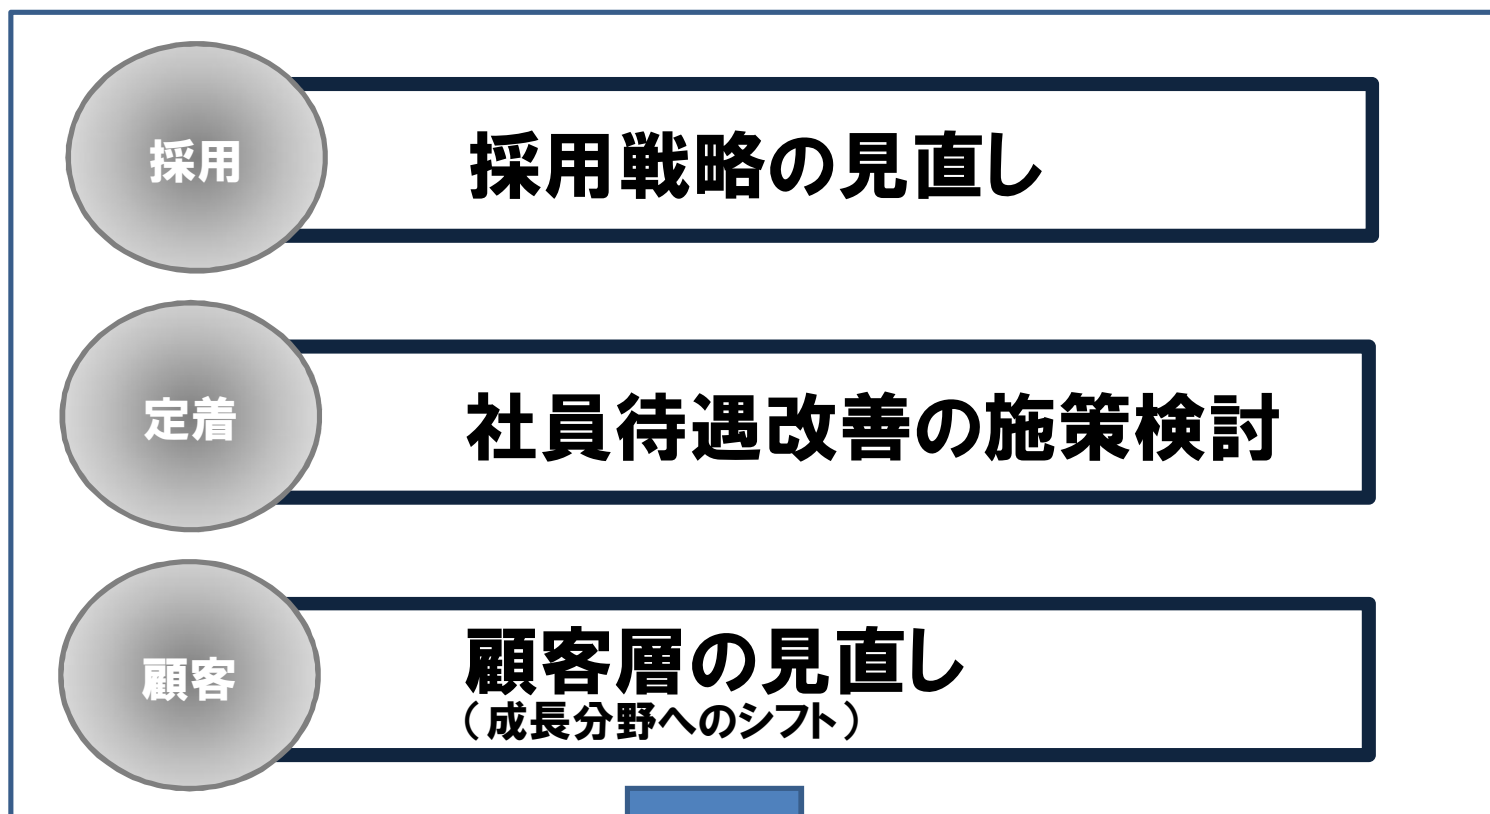 採用
採用戦略の見直し
定着
社員待遇改善の施策検討
顧客
顧客層の見直し
（成長分野へのシフト）